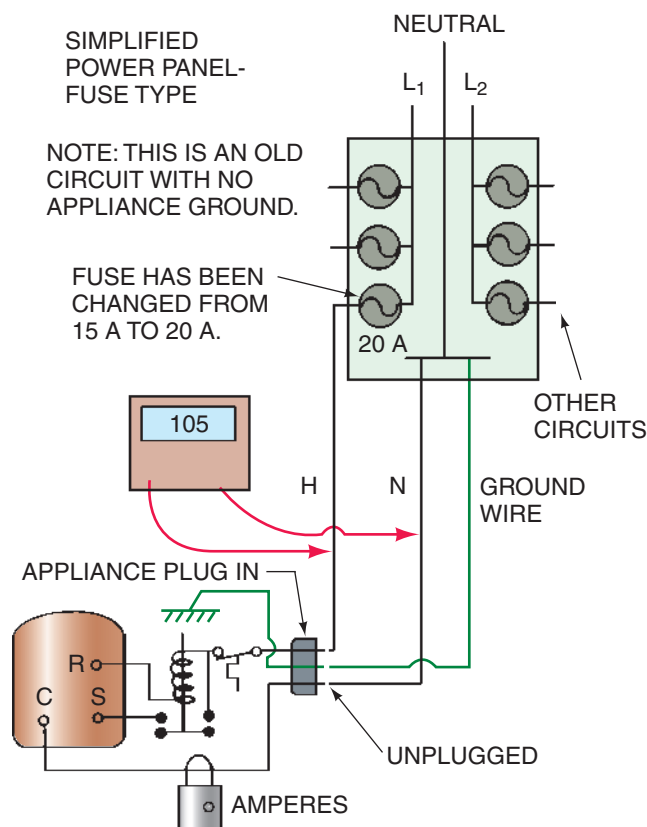 SIMPLIFIED
POWER PANEL-
FUSE TYPE
NEUTRAL
L1
L2
NOTE: THIS IS AN OLD
CIRCUIT WITH NO
APPLIANCE GROUND.
FUSE HAS BEEN
CHANGED FROM
15 A TO 20 A.
20 A
OTHER
CIRCUITS
105
H
N
GROUND
WIRE
APPLIANCE PLUG IN
R
C
S
UNPLUGGED
AMPERES